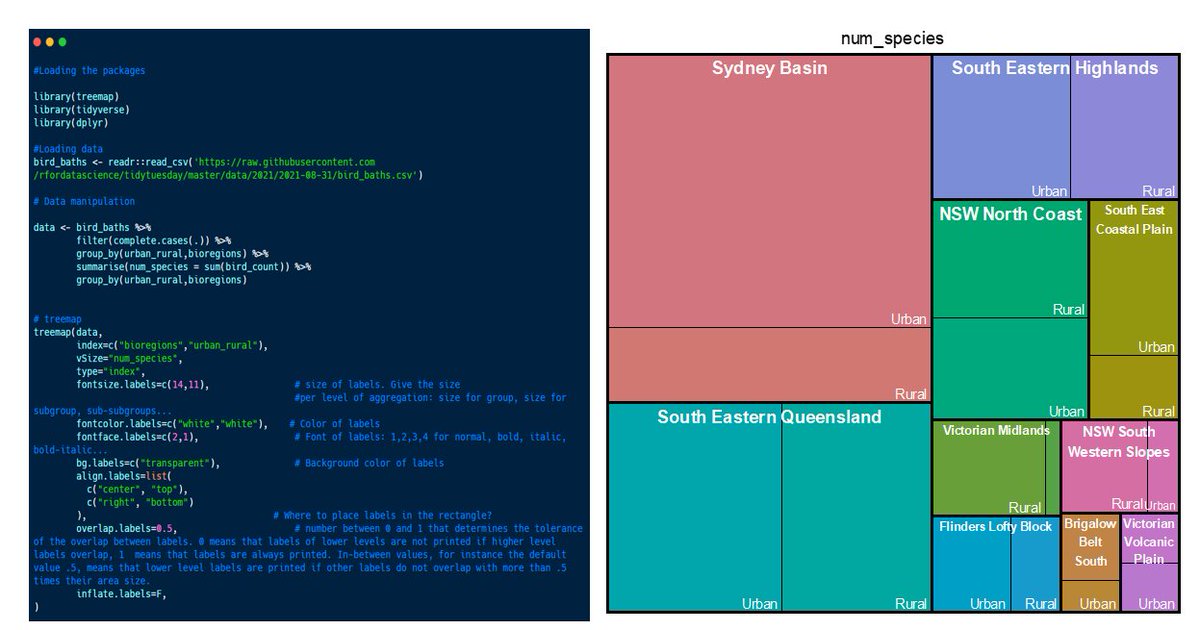 #Loading the packages
library(treemap)
library(tidyverse)
library(dplyr)
#Loading data
bird_baths <- readr::read_csv('https://raw.githubusercontent.com
/rfordatascience/tidytuesday/master/data/2021/2021-08-31/bird_baths.csv')
# Data manipulation
data <- bird_baths %>%
filter(complete.cases(.)) %>%
group_by(urban_rural,bioregions) %>%
summarise(num_species = sum(bird_count)) %>%
group_by(urban_rural,bioregions)
# treemap
treemap(data,
index=c("bioregions","urban_rural"),
vSize="num_species",
type="index",
fontsize.labels=c(14,11), # size of labels. Give the size
#per level of aggregation: size for group, size for
subgroup, sub-subgroups...
fontcolor.labels=c("white","white"), # Color of labels
fontface.labels=c(2,1), # Font of labels: 1,2,3,4 for normal, bold, italic,
bold-italic...
bg.labels=c("transparent"), # Background color of labels
align.labels=list(
c("center", "top"),
c("right", "bottom")
), # Where to place labels in the rectangle?
overlap.labels=0.5, # number between 0 and 1 that determines the tolerance
of the overlap between labels. 0 means that labels of lower levels are not printed if higher level
labels overlap, 1 means that labels are always printed. In-between values, for instance the default
value .5, means that lower level labels are printed if other labels do not overlap with more than .5
times their area size.
inflate.labels=F,
)
num_species
Sydney Basin
Urban
Rural
South Eastern Queensland
Urban
Rural
South Eastern Highlands
Urban
Rural
NSW North Coast
Rural
Urban
South East
Coastal Plain
Urban
Rural
Victorian Midlands
Rural
NSW South
Western Slopes
Rural
Urban
Flinders Lofty Block
Urban
Rural
Brigalow
Belt
South
Urban
Victorian
Volcanic
Plain
Urban